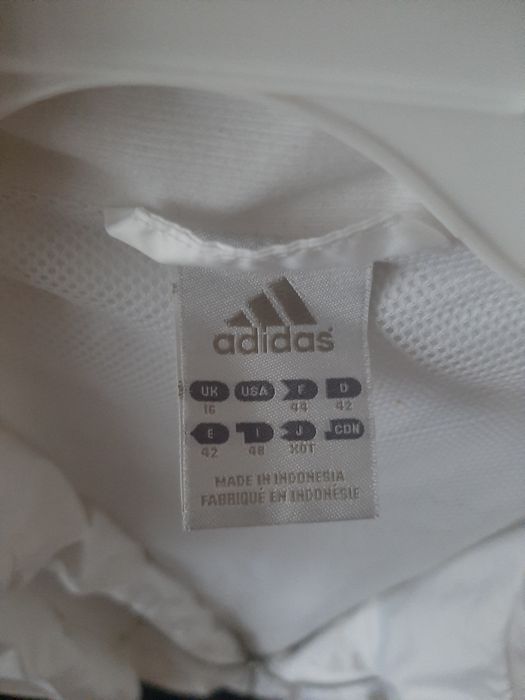 adidas
UK USA F D
16 44 42
E I J CDN
42 48 XOT
MADE IN INDONESIA
FABRIQUÉ EN INDONÉSIE